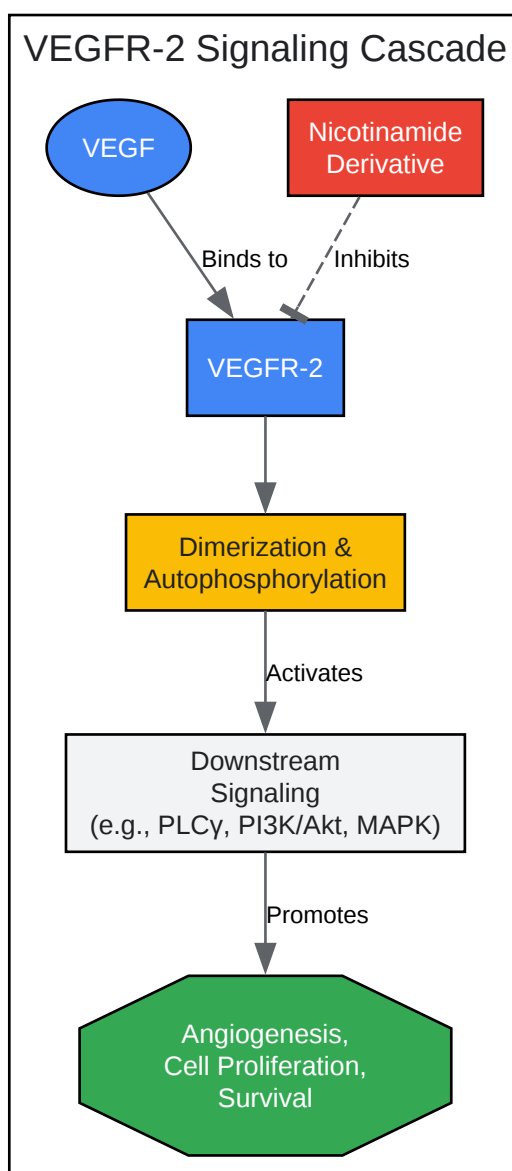 VEGFR-2 Signaling Cascade
VEGF
Nicotinamide
Derivative
Binds to
Inhibits
VEGFR-2
Dimerization &
Autophosphorylation
Activates
Downstream
Signaling
(e.g., PLCγ, PI3K/Akt, MAPK)
Promotes
Angiogenesis,
Cell Proliferation,
Survival